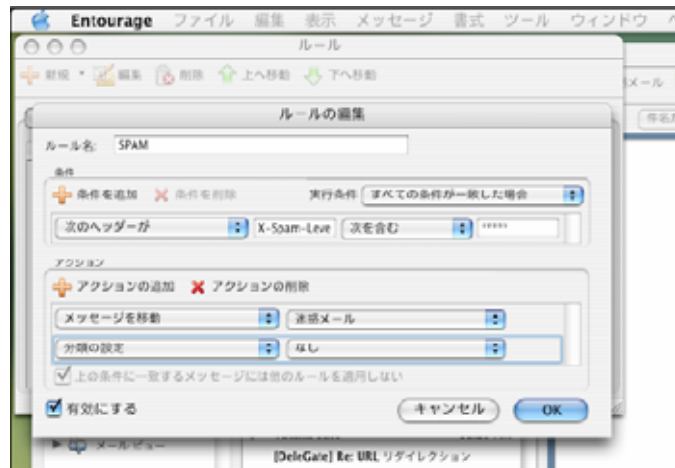 Entourage ファイル 編集 表示 メッセージ 書式 ツール ウィンドウ
ルール
新規 編集 削除 上へ移動 下へ移動
メール
ルールの編集
ルール名: SPAM
条件
条件を追加 条件を削除 実行条件 すべての条件が一致した場合
次のヘッダーが X-Spam-Leve 次を含む *****
アクション
アクションの追加 アクションの削除
メッセージを移動 迷惑メール
分類の設定 なし
上の条件に一致するメッセージには他のルールを適用しない
有効にする キャンセル OK
メールビュー
[DeleGate] Re: URL リダイレクション